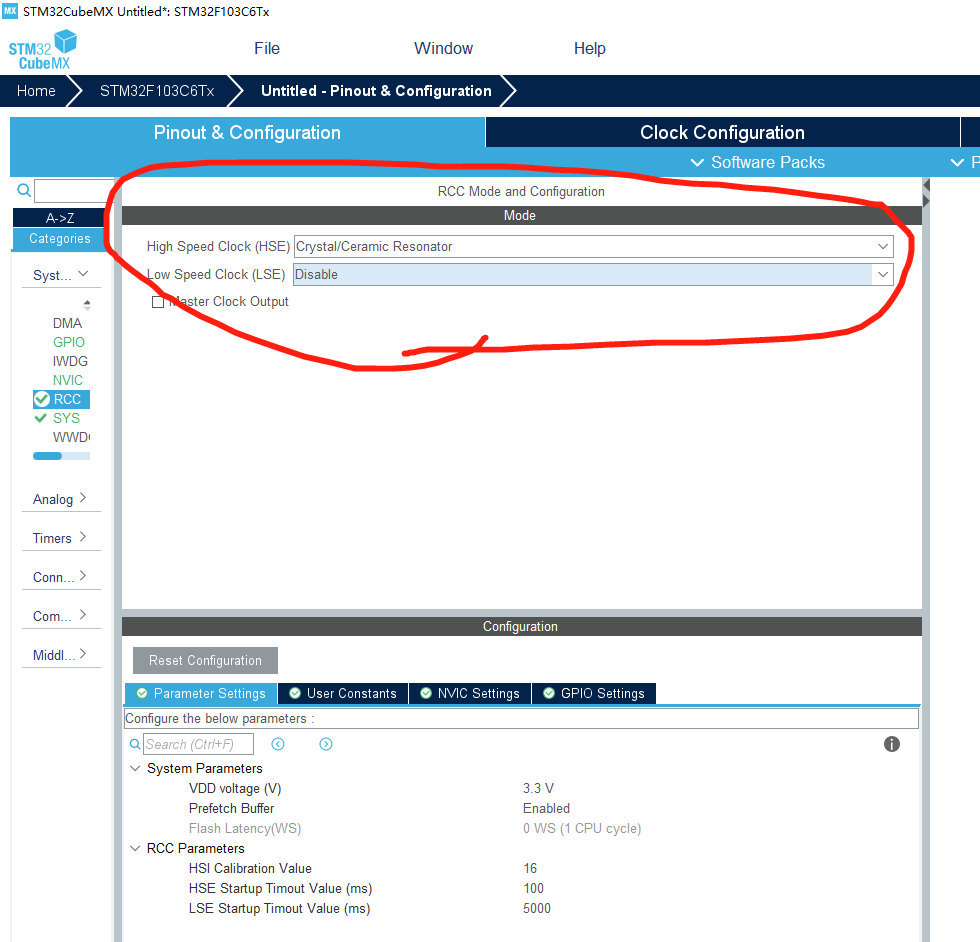 MX STM32CubeMX Untitled*: STM32F103C6Tx
STM32
CubeMX
File Window Help
Home STM32F103C6Tx Untitled - Pinout & Configuration
Pinout & Configuration Clock Configuration
Software Packs P
RCC Mode and Configuration
A->Z
Mode
Categories
High Speed Clock (HSE) Crystal/Ceramic Resonator
Low Speed Clock (LSE) Disable
Syst...
Master Clock Output
DMA
GPIO
IWDG
NVIC
RCC
SYS
WWD
Analog
Timers
Conn...
Com...
Middl...
Configuration
Reset Configuration
Parameter Settings User Constants NVIC Settings GPIO Settings
Configure the below parameters :
Search (Ctrl+F)
System Parameters
VDD voltage (V) 3.3 V
Prefetch Buffer Enabled
Flash Latency(WS) 0 WS (1 CPU cycle)
RCC Parameters
HSI Calibration Value 16
HSE Startup Timout Value (ms) 100
LSE Startup Timout Value (ms) 5000